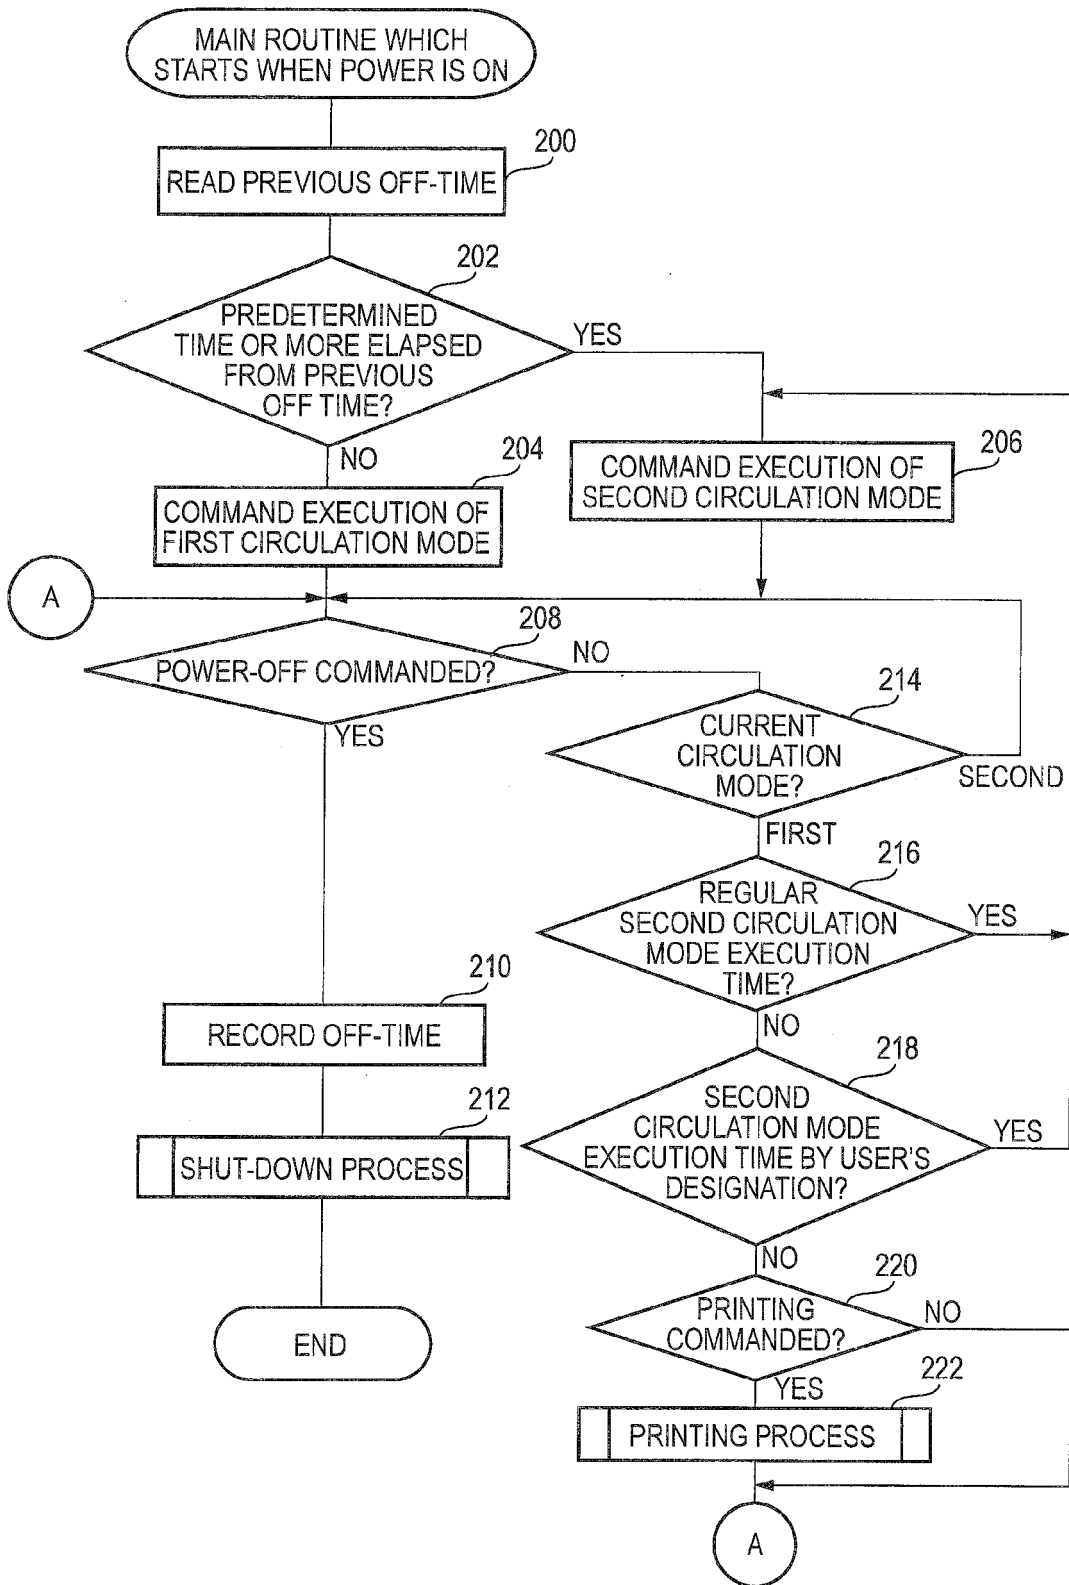 MAIN ROUTINE WHICH
STARTS WHEN POWER IS ON
200
READ PREVIOUS OFF-TIME
202
PREDETERMINED
TIME OR MORE ELAPSED
FROM PREVIOUS
OFF TIME?
YES
NO
204
COMMAND EXECUTION OF
FIRST CIRCULATION MODE
206
COMMAND EXECUTION OF
SECOND CIRCULATION MODE
A
208
POWER-OFF COMMANDED?
NO
YES
214
CURRENT
CIRCULATION
MODE?
SECOND
FIRST
216
REGULAR
SECOND CIRCULATION
MODE EXECUTION
TIME?
YES
NO
210
RECORD OFF-TIME
218
SECOND
CIRCULATION MODE
EXECUTION TIME BY USER'S
DESIGNATION?
YES
NO
212
SHUT-DOWN PROCESS
END
220
PRINTING
COMMANDED?
NO
YES
222
PRINTING PROCESS
A